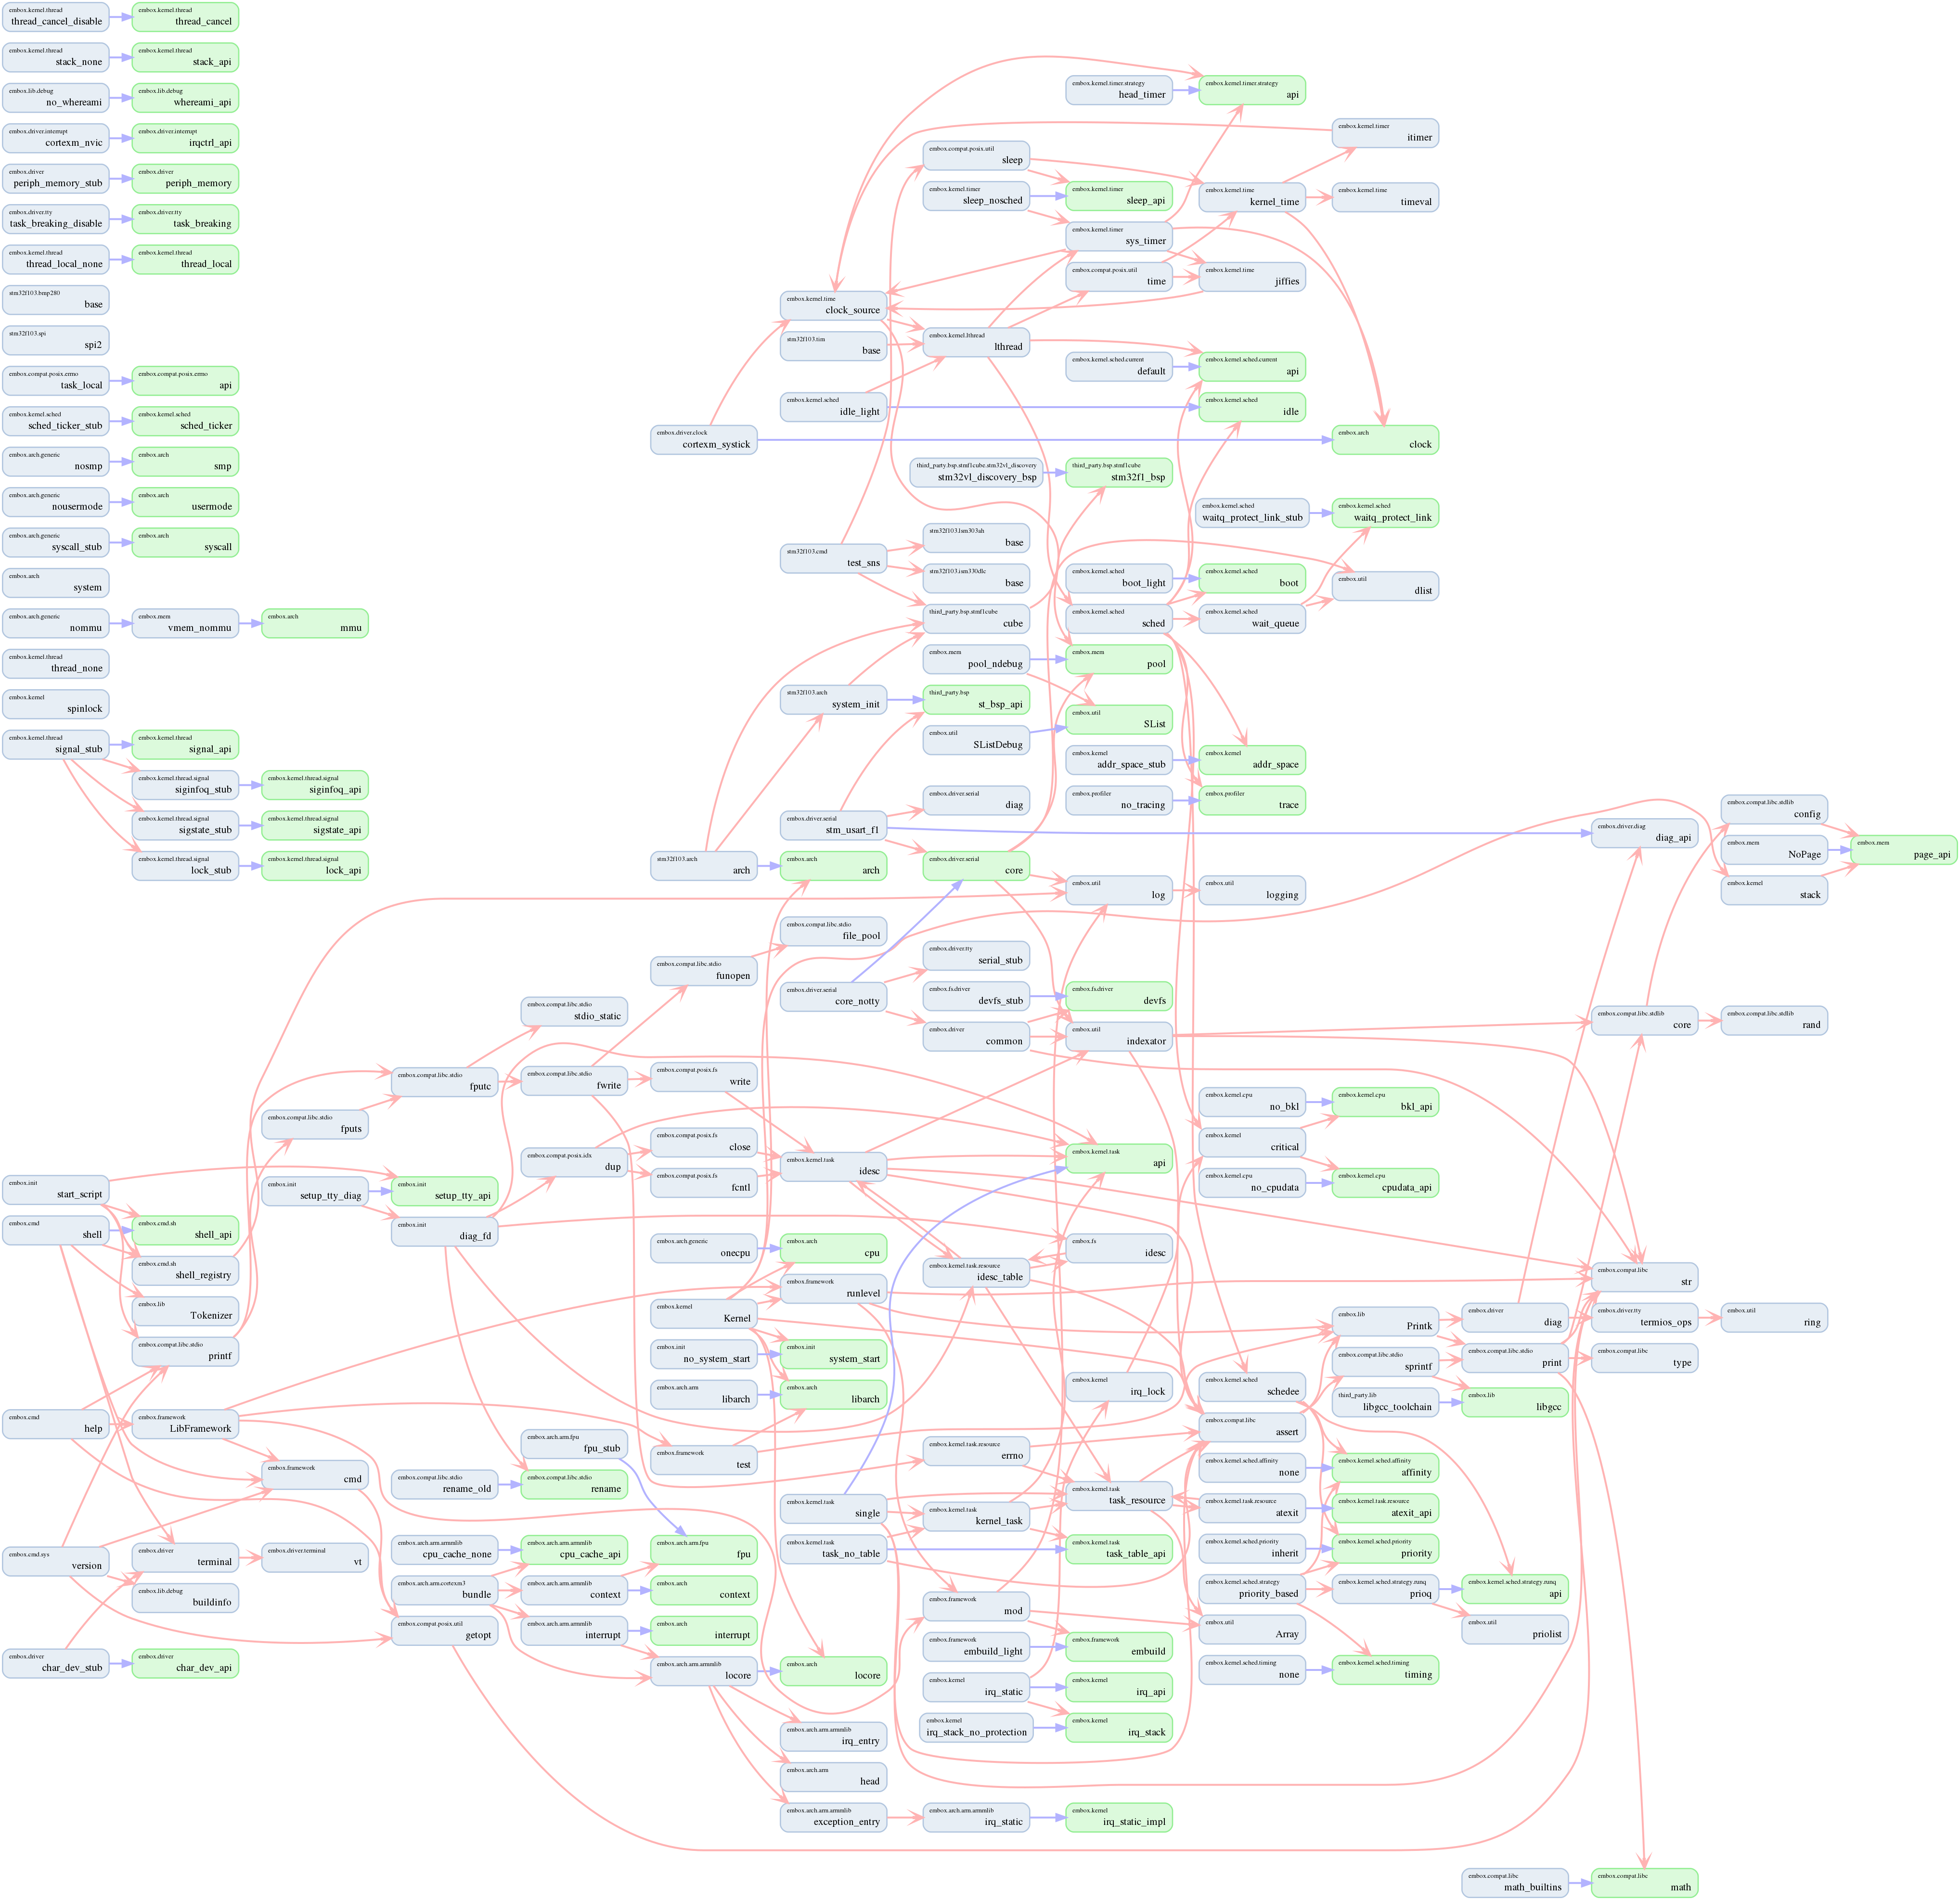 embox.kernel.thread
thread_cancel_disable
embox.kernel.thread
thread_cancel
embox.kernel.thread
stack_none
embox.kernel.thread
stack_api
embox.lib.debug
no_whereami
embox.lib.debug
whereami_api
embox.driver.interrupt
cortexm_nvic
embox.driver.interrupt
irqctrl_api
embox.driver
periph_memory_stub
embox.driver
periph_memory
embox.driver.tty
task_breaking_disable
embox.driver.tty
task_breaking
embox.kernel.thread
thread_local_none
embox.kernel.thread
thread_local
stm32f103.bmp280
base
stm32f103.spi
spi2
embox.compat.posix.errno
task_local
embox.compat.posix.errno
api
embox.kernel.sched
sched_ticker_stub
embox.kernel.sched
sched_ticker
embox.arch.generic
nosmp
embox.arch
smp
embox.arch.generic
nousermode
embox.arch
usermode
embox.arch.generic
syscall_stub
embox.arch
syscall
embox.arch
system
embox.arch.generic
nommu
embox.mem
vmem_nommu
embox.arch
mmu
embox.kernel.thread
thread_none
embox.kernel
spinlock
embox.kernel.thread
signal_stub
embox.kernel.thread
signal_api
embox.kernel.thread.signal
siginfoq_stub
embox.kernel.thread.signal
siginfoq_api
embox.kernel.thread.signal
sigstate_stub
embox.kernel.thread.signal
sigstate_api
embox.kernel.thread.signal
lock_stub
embox.kernel.thread.signal
lock_api
embox.init
start_script
embox.cmd
shell
embox.cmd
help
embox.cmd.sys
version
embox.driver
char_dev_stub
embox.cmd.sh
shell_api
embox.cmd.sh
shell_registry
embox.lib
Tokenizer
embox.compat.libc.stdio
printf
embox.framework
LibFramework
embox.driver
terminal
embox.lib.debug
buildinfo
embox.driver
char_dev_api
embox.compat.libc.stdio
fputs
embox.init
setup_tty_diag
embox.framework
cmd
embox.driver.terminal
vt
embox.compat.libc.stdio
fputc
embox.init
setup_tty_api
embox.init
diag_fd
embox.compat.libc.stdio
rename_old
embox.arch.arm.armmlib
cpu_cache_none
embox.arch.arm.cortexm3
bundle
embox.compat.posix.util
getopt
embox.compat.libc.stdio
stdio_static
embox.compat.libc.stdio
fwrite
embox.compat.posix.idx
dup
embox.arch.arm.fpu
fpu_stub
embox.compat.libc.stdio
rename
embox.arch.arm.armmlib
cpu_cache_api
embox.arch.arm.armmlib
context
embox.arch.arm.armmlib
interrupt
embox.driver.clock
cortexm_systick
stm32f103.arch
arch
embox.compat.libc.stdio
funopen
embox.compat.posix.fs
write
embox.compat.posix.fs
close
embox.compat.posix.fs
fcntl
embox.arch.generic
onecpu
embox.kernel
Kernel
embox.init
no_system_start
embox.arch.arm
libarch
embox.framework
test
embox.arch.arm.fpu
fpu
embox.arch
context
embox.arch
interrupt
embox.arch.arm.armmlib
locore
embox.kernel.time
clock_source
stm32f103.tim
base
embox.kernel.sched
idle_light
stm32f103.cmd
test_sns
stm32f103.arch
system_init
embox.driver.serial
stm_usart_f1
embox.arch
arch
embox.compat.libc.stdio
file_pool
embox.driver.serial
core_notty
embox.kernel.task
idesc
embox.arch
cpu
embox.framework
runlevel
embox.init
system_start
embox.arch
libarch
embox.kernel.task
single
embox.kernel.task
task_no_table
embox.arch
locore
embox.arch.arm.armmlib
irq_entry
embox.arch.arm
head
embox.arch.arm.armmlib
exception_entry
embox.compat.posix.util
sleep
embox.kernel.timer
sleep_nosched
embox.kernel.lthread
lthread
third_party.bsp.stmf1cube.stm32vl_discovery
stm32vl_discovery_bsp
stm32f103.lsm303ah
base
stm32f103.ism330dlc
base
third_party.bsp.stmf1cube
cube
embox.mem
pool_ndebug
third_party.bsp
st_bsp_api
embox.util
SListDebug
embox.driver.serial
diag
embox.driver.serial
core
embox.driver.tty
serial_stub
embox.fs.driver
devfs_stub
embox.driver
common
embox.kernel.task.resource
idesc_table
embox.kernel.task.resource
errno
embox.kernel.task
kernel_task
embox.framework
mod
embox.framework
embuild_light
embox.kernel
irq_static
embox.kernel
irq_stack_no_protection
embox.arch.arm.armmlib
irq_static
embox.kernel.timer.strategy
head_timer
embox.kernel.timer
sleep_api
embox.kernel.timer
sys_timer
embox.compat.posix.util
time
embox.kernel.sched.current
default
third_party.bsp.stmf1cube
stm32f1_bsp
embox.kernel.sched
boot_light
embox.kernel.sched
sched
embox.mem
pool
embox.util
SList
embox.kernel
addr_space_stub
embox.profiler
no_tracing
embox.util
log
embox.fs.driver
devfs
embox.util
indexator
embox.kernel.task
api
embox.fs
idesc
embox.kernel
irq_lock
embox.kernel.task
task_resource
embox.kernel.task
task_table_api
embox.framework
embuild
embox.kernel
irq_api
embox.kernel
irq_stack
embox.kernel
irq_static_impl
embox.kernel.timer.strategy
api
embox.kernel.time
kernel_time
embox.kernel.time
jiffies
embox.kernel.sched.current
api
embox.kernel.sched
idle
embox.kernel.sched
waitq_protect_link_stub
embox.kernel.sched
boot
embox.kernel.sched
wait_queue
embox.kernel
addr_space
embox.profiler
trace
embox.util
logging
embox.kernel.cpu
no_bkl
embox.kernel
critical
embox.kernel.cpu
no_cpudata
embox.kernel.sched
schedee
embox.compat.libc
assert
embox.kernel.sched.affinity
none
embox.kernel.task.resource
atexit
embox.kernel.sched.priority
inherit
embox.kernel.sched.strategy
priority_based
embox.util
Array
embox.kernel.sched.timing
none
embox.kernel.timer
itimer
embox.kernel.time
timeval
embox.arch
clock
embox.kernel.sched
waitq_protect_link
embox.util
dlist
embox.kernel.cpu
bkl_api
embox.kernel.cpu
cpudata_api
embox.lib
Printk
embox.compat.libc.stdio
sprintf
third_party.lib
libgcc_toolchain
embox.kernel.sched.affinity
affinity
embox.kernel.task.resource
atexit_api
embox.kernel.sched.priority
priority
embox.kernel.sched.strategy.runq
prioq
embox.kernel.sched.timing
timing
embox.driver
diag
embox.compat.libc.stdio
print
embox.lib
libgcc
embox.kernel.sched.strategy.runq
api
embox.util
priolist
embox.compat.libc
math_builtins
embox.driver.diag
diag_api
embox.compat.libc.stdlib
core
embox.compat.libc
str
embox.driver.tty
termios_ops
embox.compat.libc
type
embox.compat.libc
math
embox.compat.libc.stdlib
config
embox.mem
NoPage
embox.kernel
stack
embox.compat.libc.stdlib
rand
embox.util
ring
embox.mem
page_api